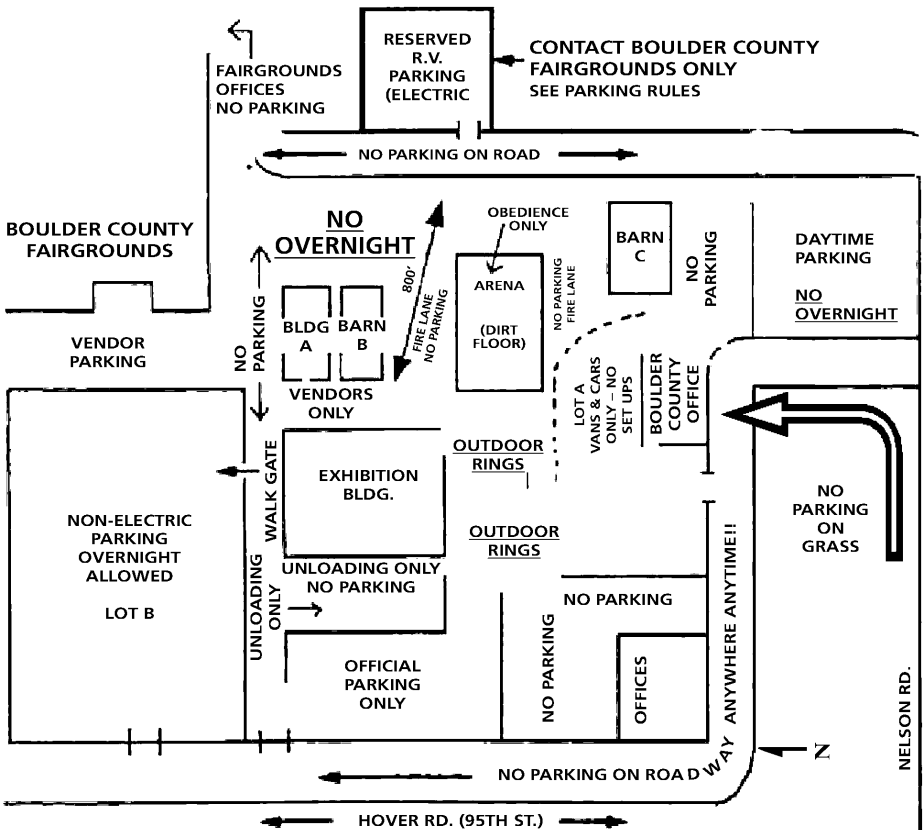 RESERVED
R.V.
PARKING
(ELECTRIC
CONTACT BOULDER COUNTY
FAIRGROUNDS ONLY
SEE PARKING RULES
FAIRGROUNDS
OFFICES
NO PARKING
NO PARKING ON ROAD
BOULDER COUNTY
FAIRGROUNDS
NO
OVERNIGHT
OBEDIENCE
ONLY
BARN
C
NO
PARKING
DAYTIME
PARKING
NO
OVERNIGHT
800'
FIRE LANE
NO PARKING
ARENA
(DIRT
FLOOR)
NO PARKING
FIRE LANE
VENDOR
PARKING
NO
PARKING
BLDG
A
BARN
B
VENDORS
ONLY
LOT A
VANS & CARS
ONLY – NO
SET UPS
BOULDER
COUNTY
OFFICE
WALK GATE
EXHIBITION
BLDG.
OUTDOOR
RINGS
OUTDOOR
RINGS
NO
PARKING
ON
GRASS
NON-ELECTRIC
PARKING
OVERNIGHT
ALLOWED
LOT B
UNLOADING
ONLY
UNLOADING ONLY
NO PARKING
NO PARKING
NO PARKING
OFFICIAL
PARKING
ONLY
OFFICES
NO PARKING ON ROADWAY ANYWHERE ANYTIME!!
N
NELSON RD.
HOVER RD. (95TH ST.)